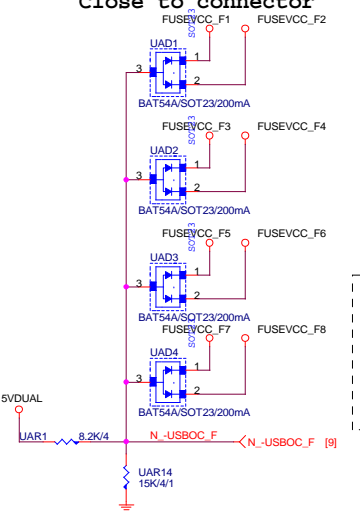 Close to connector
FUSEVCC_F1
FUSEVCC_F2
SOT23
UAD1
1
3
2
BAT54A/SOT23/200mA
FUSEVCC_F3
FUSEVCC_F4
SOT23
UAD2
1
3
2
BAT54A/SOT23/200mA
FUSEVCC_F5
FUSEVCC_F6
SOT23
UAD3
1
3
2
BAT54A/SOT23/200mA
FUSEVCC_F7
FUSEVCC_F8
SOT23
UAD4
1
3
2
BAT54A/SOT23/200mA
5VDUAL
UAR1
8.2K/4
N_-USBOC_F
N_-USBOC_F [9]
UAR14
15K/4/1